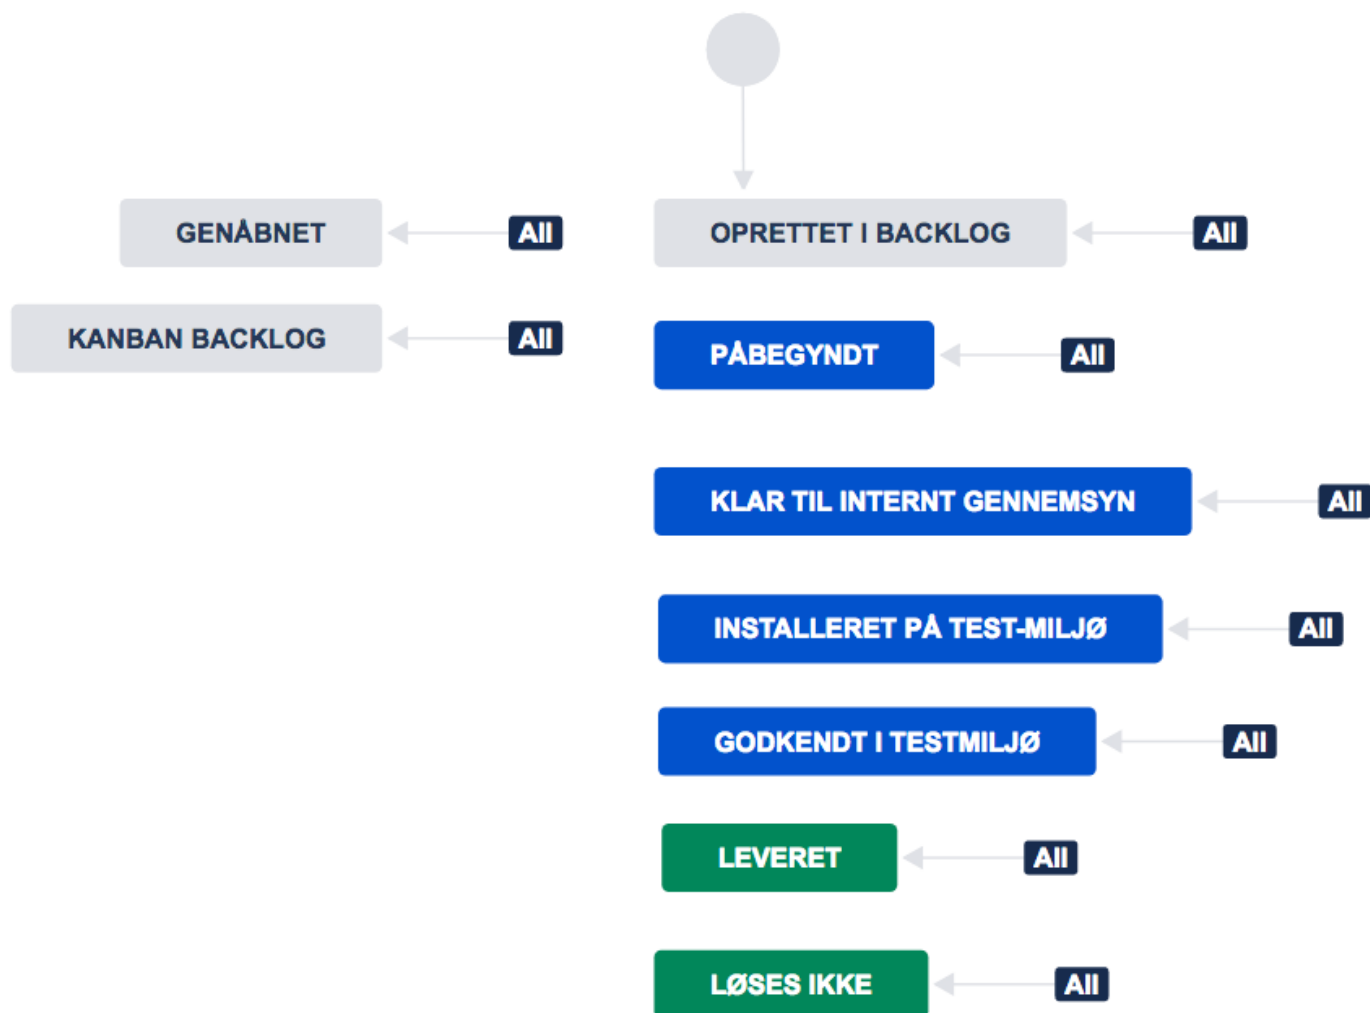 GENÅBNET
All
OPRETTET I BACKLOG
All
KANBAN BACKLOG
All
PÅBEGYNDT
All
KLAR TIL INTERNT GENNEMSYN
All
INSTALLERET PÅ TEST-MILJØ
All
GODKENDT I TESTMILJØ
All
LEVERET
All
LØSES IKKE
All